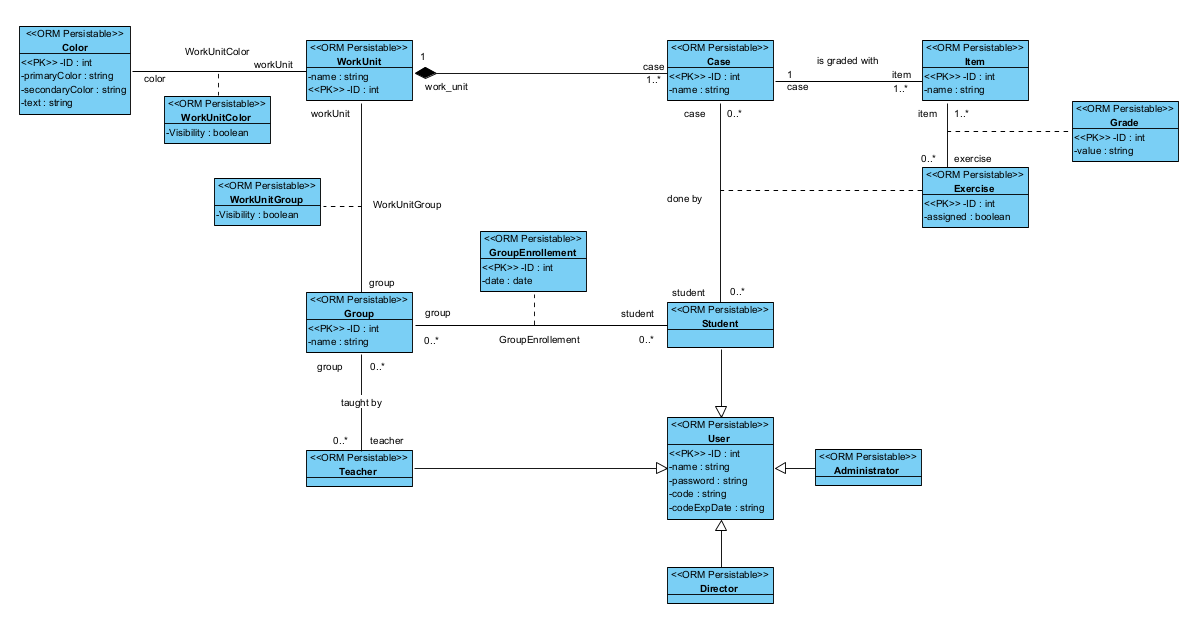 <<ORM Persistable>>
Color
<<PK>> -ID : int
-primaryColor : string
-secondaryColor : string
-text : string
WorkUnitColor
workUnit
color
<<ORM Persistable>>
WorkUnitColor
-Visibility : boolean
<<ORM Persistable>>
WorkUnit
-name : string
<<PK>> -ID : int
1
work_unit
case
1..*
<<ORM Persistable>>
Case
<<PK>> -ID : int
-name : string
is graded with
1
case
item
1..*
<<ORM Persistable>>
Item
<<PK>> -ID : int
-name : string
<<ORM Persistable>>
Grade
<<PK>> -ID : int
-value : string
item
1..*
0..*
exercise
<<ORM Persistable>>
Exercise
<<PK>> -ID : int
-assigned : boolean
workUnit
<<ORM Persistable>>
WorkUnitGroup
-Visibility : boolean
WorkUnitGroup
group
case
0..*
done by
student
0..*
<<ORM Persistable>>
GroupEnrollement
<<PK>> -ID : int
-date : date
<<ORM Persistable>>
Group
<<PK>> -ID : int
-name : string
group
0..*
GroupEnrollement
student
0..*
<<ORM Persistable>>
Student
group
0..*
taught by
0..*
teacher
<<ORM Persistable>>
Teacher
<<ORM Persistable>>
User
<<PK>> -ID : int
-name : string
-password : string
-code : string
-codeExpDate : string
<<ORM Persistable>>
Administrator
<<ORM Persistable>>
Director